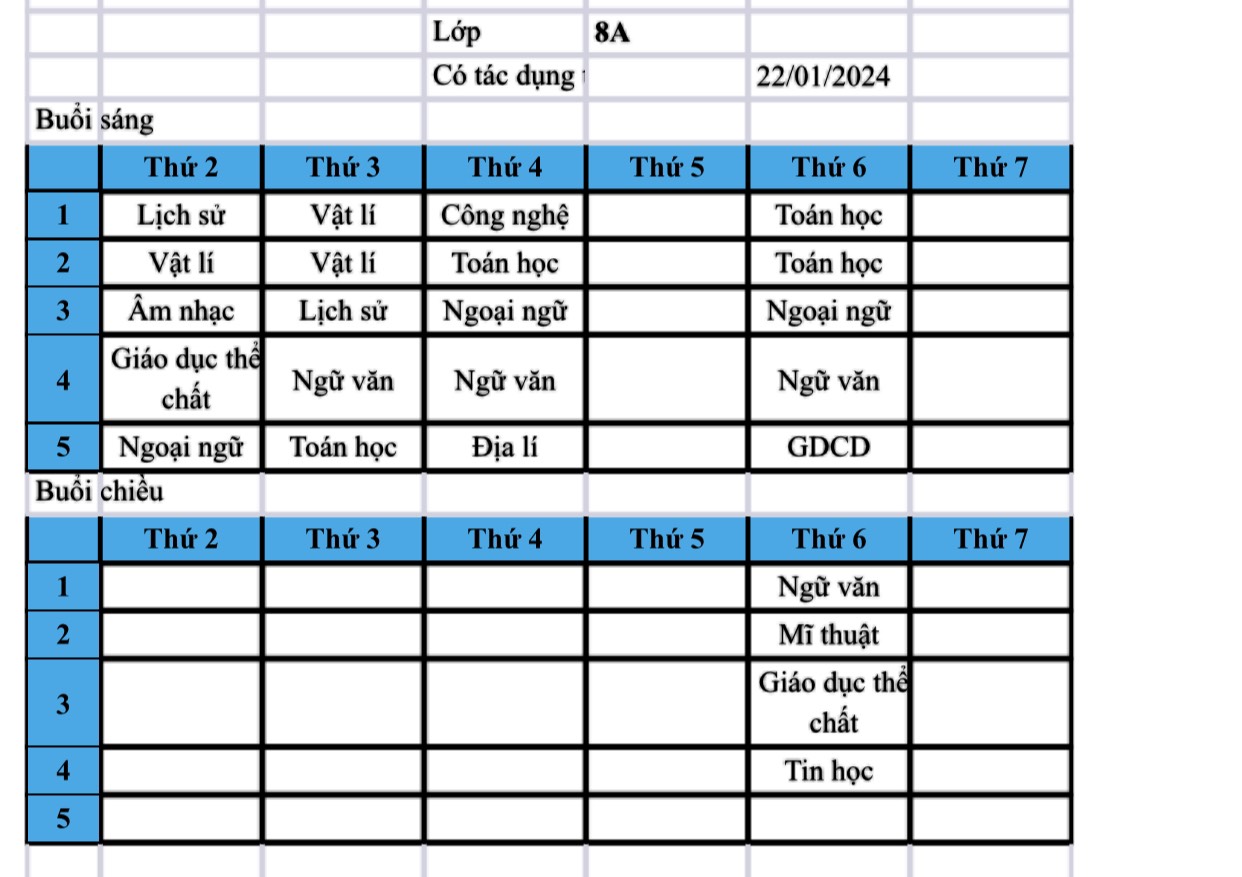 Lớp 8A
Có tác dụng 22/01/2024
Buổi sáng
Thứ 2 Thứ 3 Thứ 4 Thứ 5 Thứ 6 Thứ 7
1 Lịch sử Vật lí Công nghệ Toán học
2 Vật lí Vật lí Toán học Toán học
3 Âm nhạc Lịch sử Ngoại ngữ Ngoại ngữ
4 Giáo dục thể chất Ngữ văn Ngữ văn Ngữ văn
5 Ngoại ngữ Toán học Địa lí GDCD
Buổi chiều
Thứ 2 Thứ 3 Thứ 4 Thứ 5 Thứ 6 Thứ 7
1 Ngữ văn
2 Mĩ thuật
3 Giáo dục thể chất
4 Tin học
5